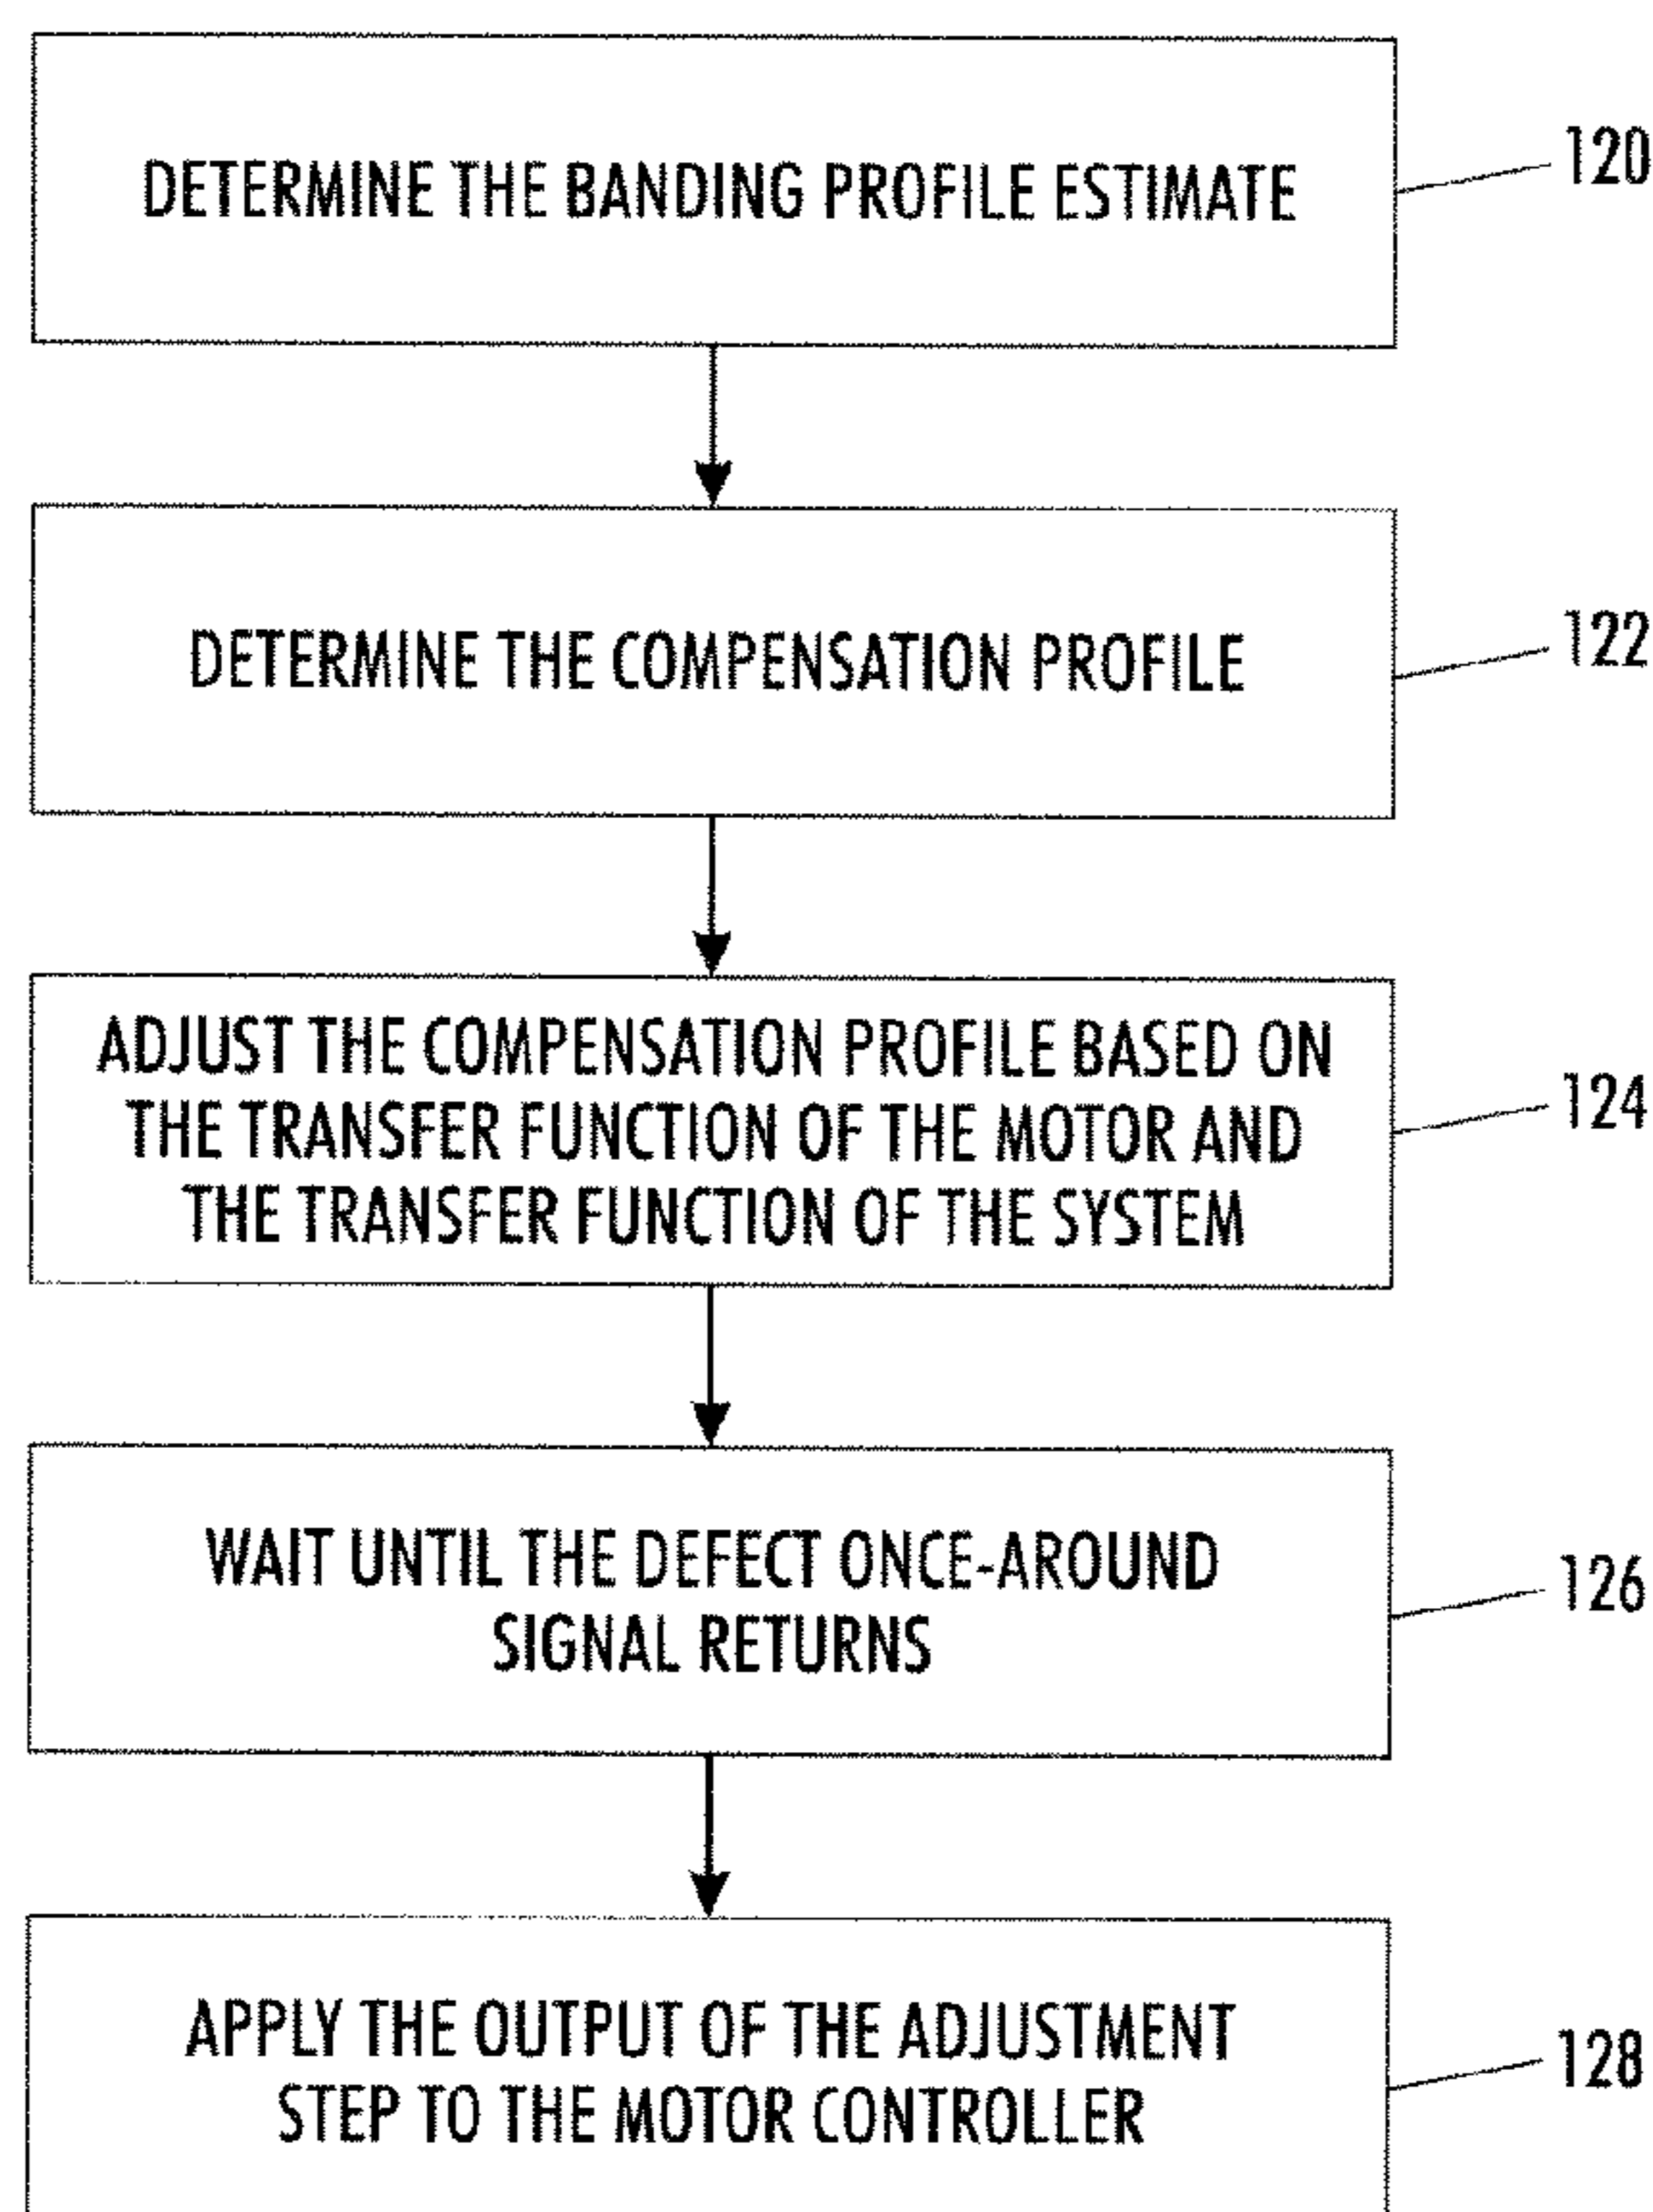 DETERMINE THE BANDING PROFILE ESTIMATE
120
DETERMINE THE COMPENSATION PROFILE
122
ADJUST THE COMPENSATION PROFILE BASED ON
THE TRANSFER FUNCTION OF THE MOTOR AND
THE TRANSFER FUNCTION OF THE SYSTEM
124
WAIT UNTIL THE DEFECT ONCE-AROUND
SIGNAL RETURNS
126
APPLY THE OUTPUT OF THE ADJUSTMENT
STEP TO THE MOTOR CONTROLLER
128